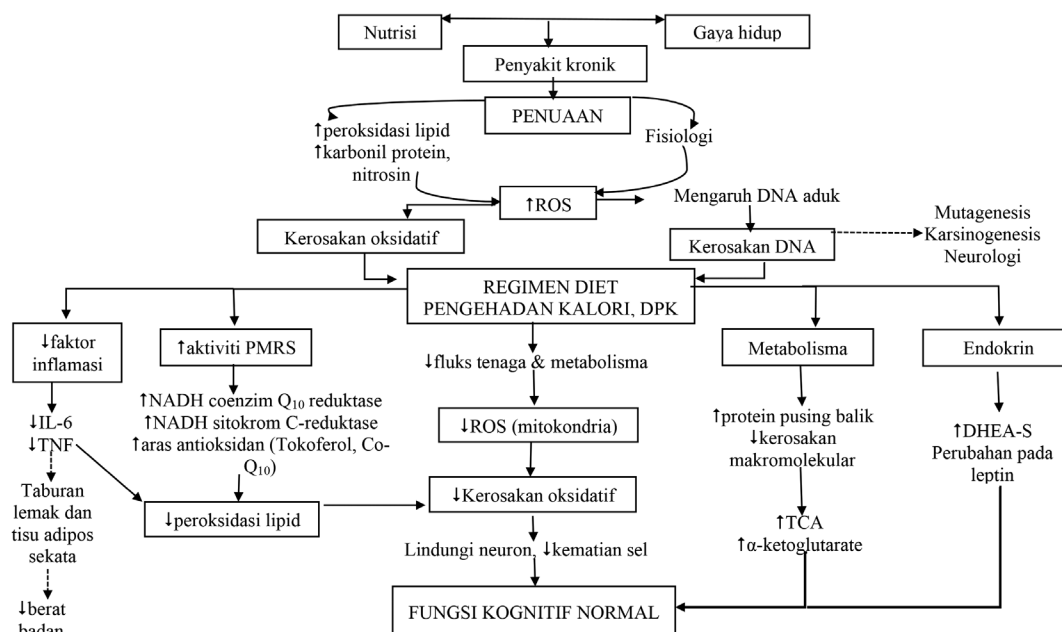 Nutrisi
Gaya hidup
Penyakit kronik
PENUAAN
↑peroksidasi lipid
↑karbonil protein,
nitrosin
Fisiologi
↑ROS
Mengaruh DNA aduk
Kerosakan oksidatif
Kerosakan DNA
Mutagenesis
Karsinogenesis
Neurologi
REGIMEN DIET
PENGEHADAN KALORI, DPK
↓faktor
inflamasi
↑aktiviti PMRS
↓fluks tenaga & metabolisma
Metabolisma
Endokrin
↓IL-6
↓TNF
↑NADH coenzim Q10 reduktase
↑NADH sitokrom C-reduktase
↑aras antioksidan (Tokoferol, Co-
Q10)
↓ROS (mitokondria)
↑protein pusing balik
↓kerosakan
makromolekular
↑DHEA-S
Perubahan pada
leptin
Taburan
lemak dan
tisu adipos
sekata
↓peroksidasi lipid
↓Kerosakan oksidatif
↑TCA
↑α-ketoglutarate
Lindungi neuron, ↓kematian sel
↓berat
badan
FUNGSI KOGNITIF NORMAL